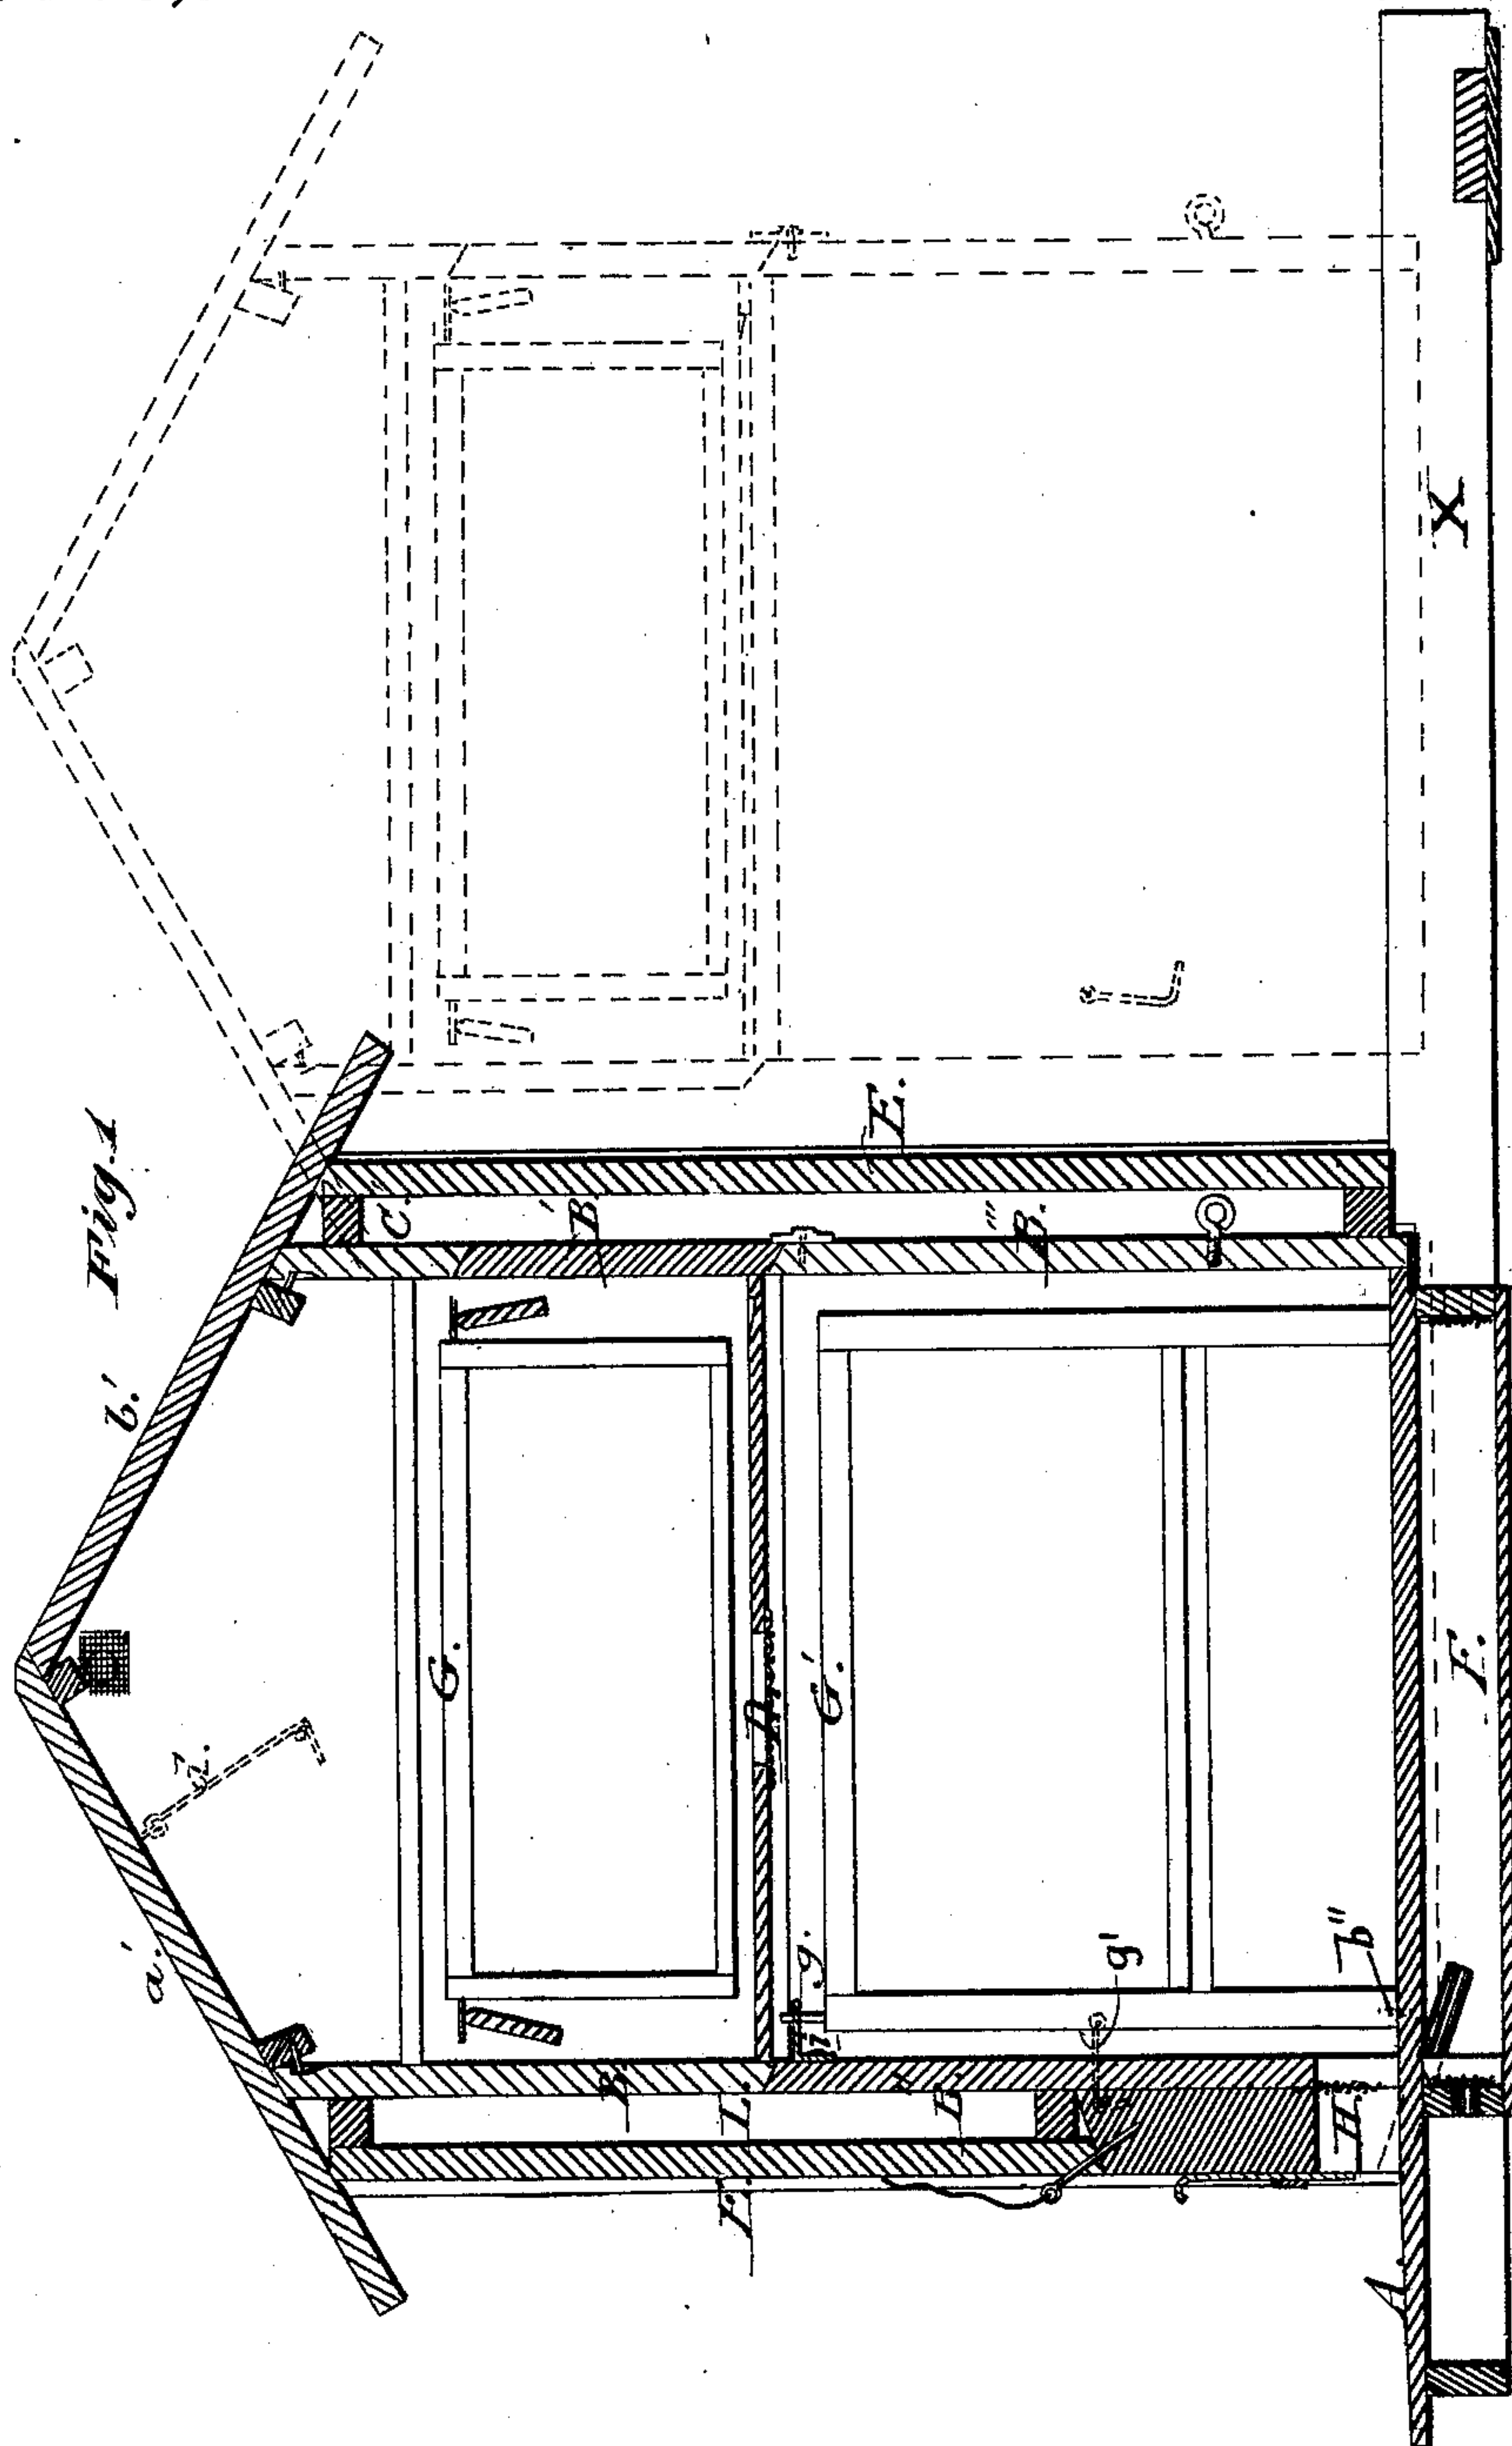 Fig. 1
b'.
a'.
Z.
C.
B'
B.'''
E.
G.
D
G.'
g.
h
g'
b"
B
L.
E.
B.
H.
A.
F.
X